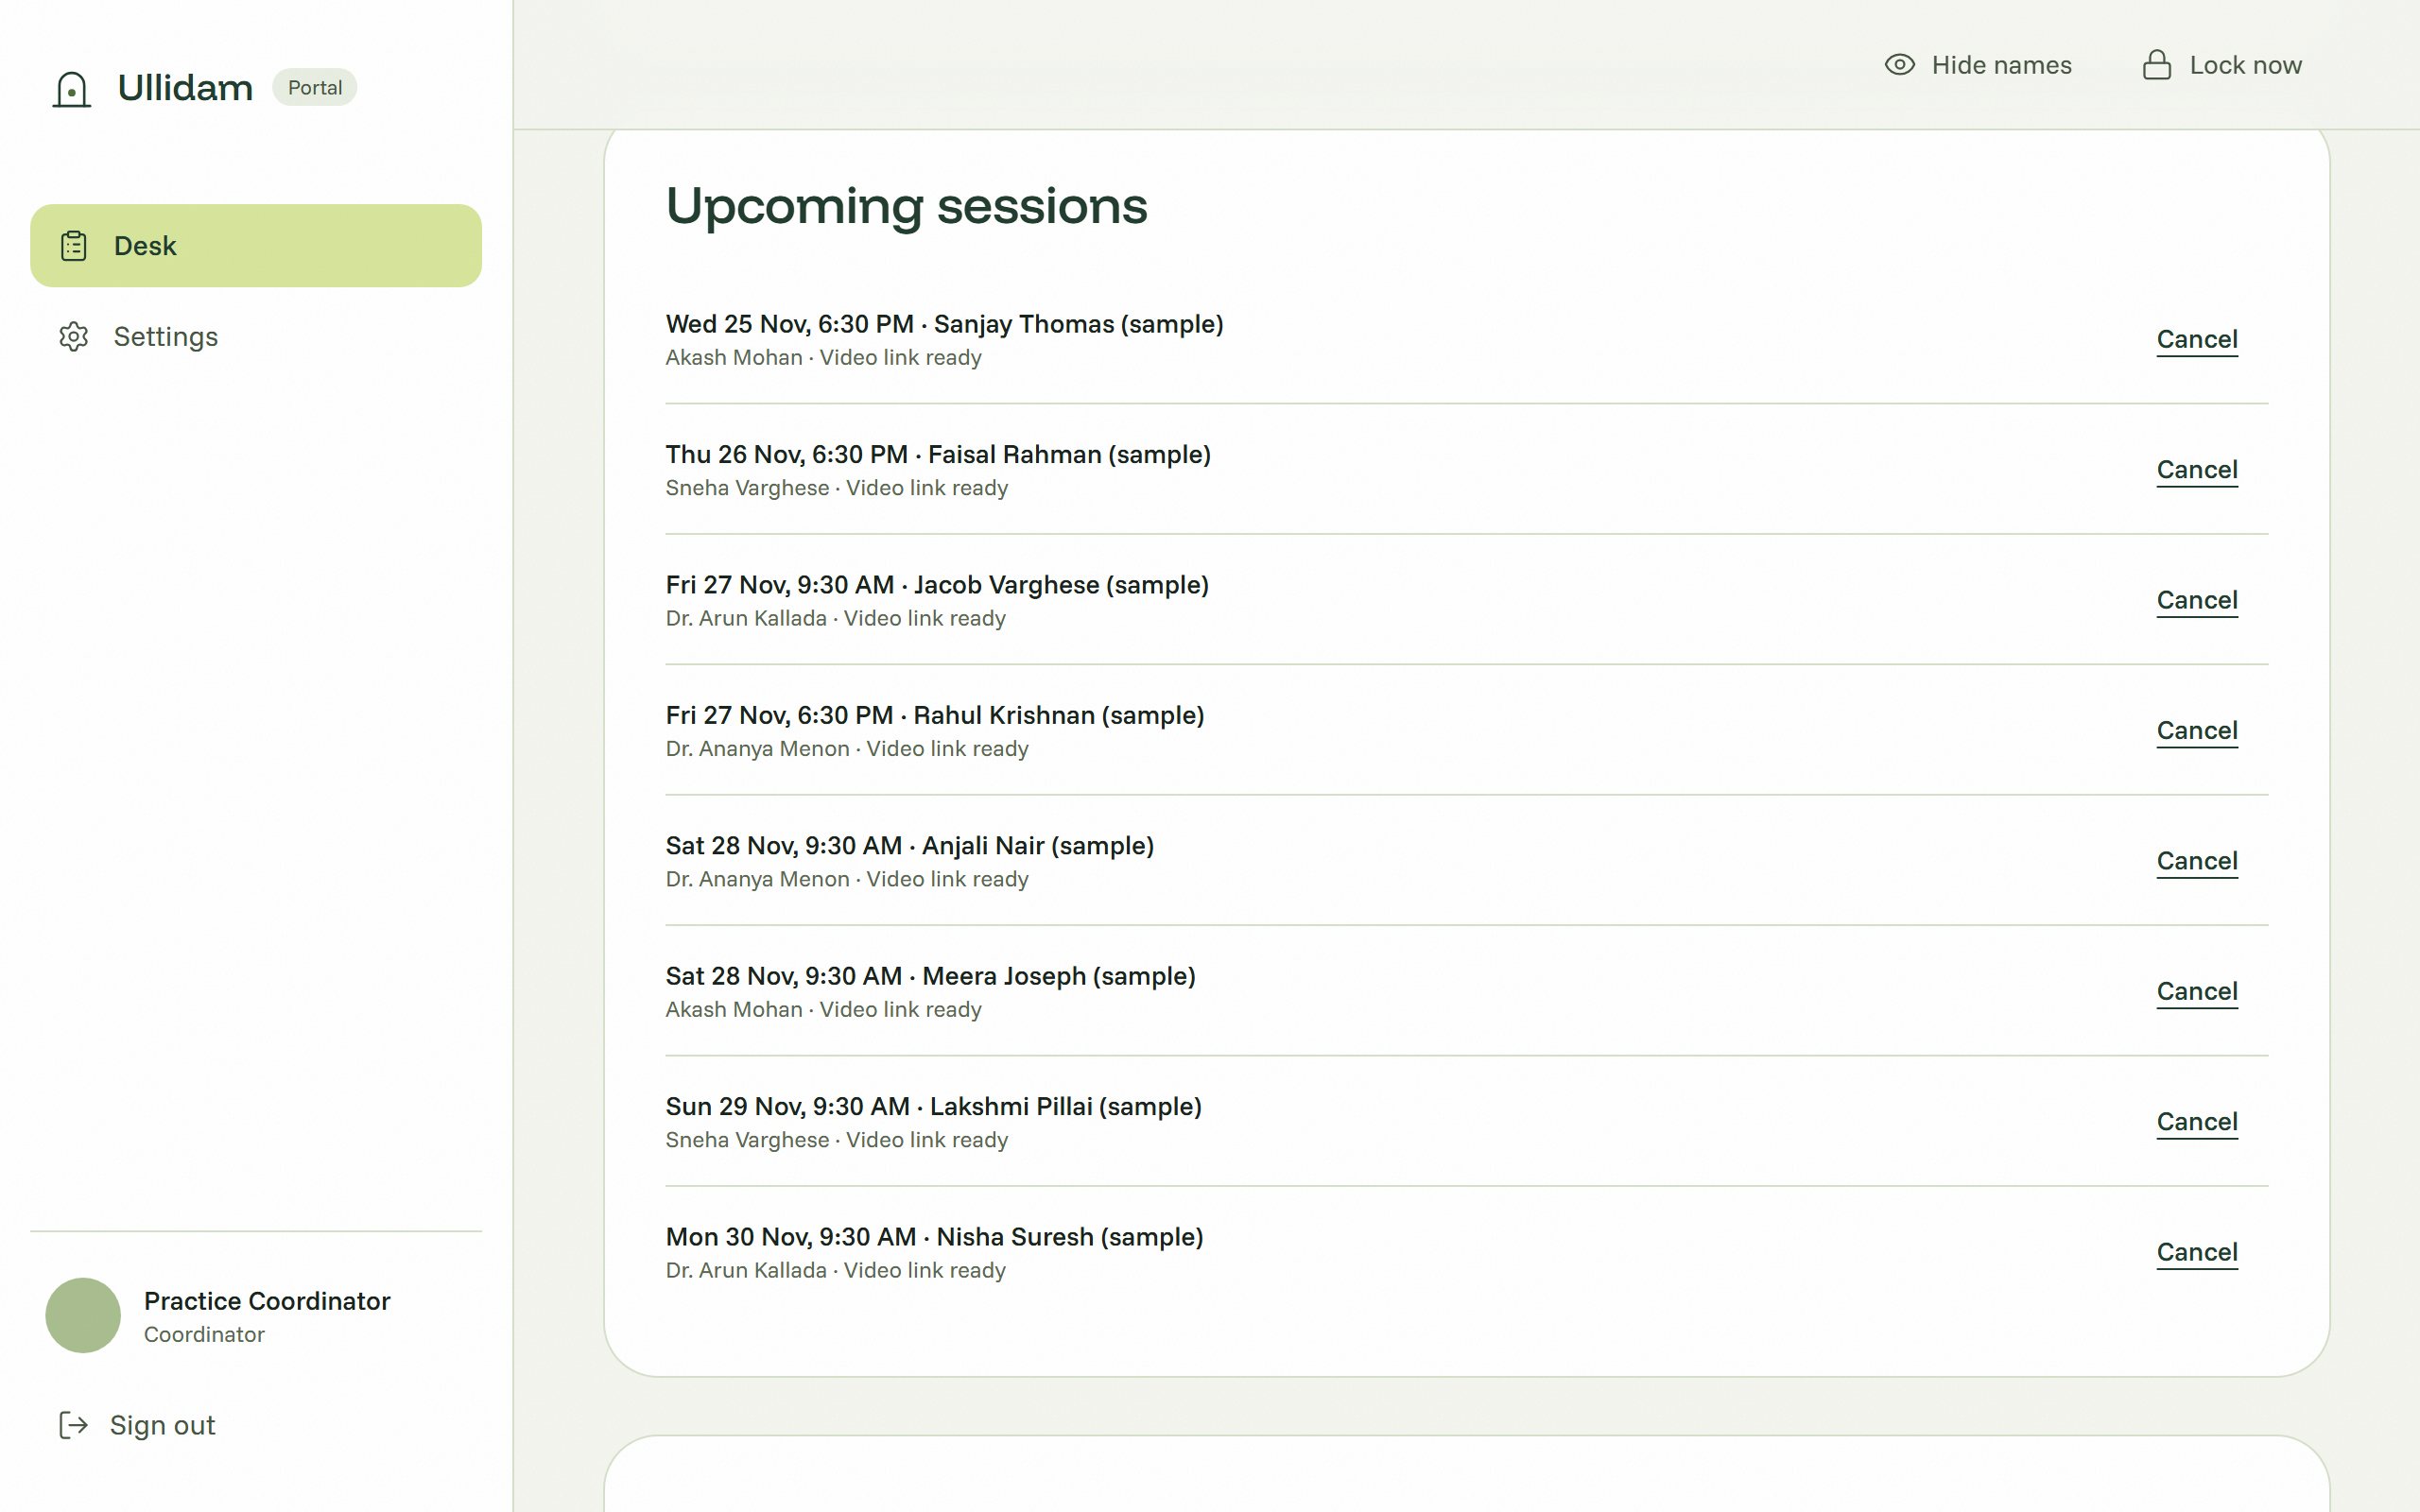 Ullidam Portal
Desk
Settings
Practice Coordinator
Coordinator
Sign out
Hide names
Lock now
Upcoming sessions
Wed 25 Nov, 6:30 PM · Sanjay Thomas (sample)
Akash Mohan · Video link ready
Cancel
Thu 26 Nov, 6:30 PM · Faisal Rahman (sample)
Sneha Varghese · Video link ready
Cancel
Fri 27 Nov, 9:30 AM · Jacob Varghese (sample)
Dr. Arun Kallada · Video link ready
Cancel
Fri 27 Nov, 6:30 PM · Rahul Krishnan (sample)
Dr. Ananya Menon · Video link ready
Cancel
Sat 28 Nov, 9:30 AM · Anjali Nair (sample)
Dr. Ananya Menon · Video link ready
Cancel
Sat 28 Nov, 9:30 AM · Meera Joseph (sample)
Akash Mohan · Video link ready
Cancel
Sun 29 Nov, 9:30 AM · Lakshmi Pillai (sample)
Sneha Varghese · Video link ready
Cancel
Mon 30 Nov, 9:30 AM · Nisha Suresh (sample)
Dr. Arun Kallada · Video link ready
Cancel